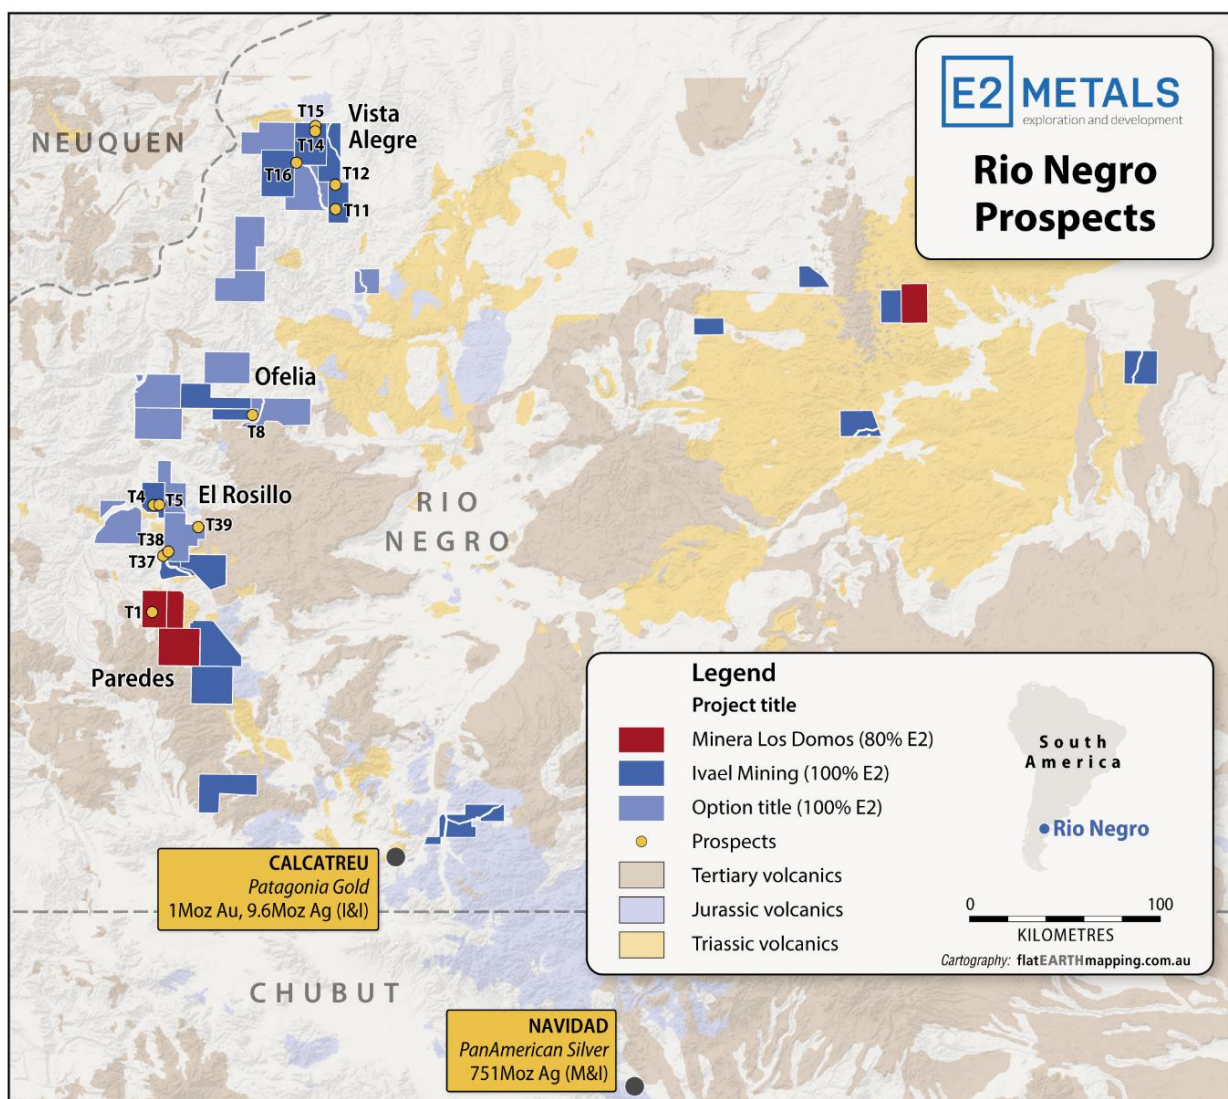 E2 METALS
exploration and development
Rio Negro
Prospects
NEUQUEN
Vista
Alegre
T15
T14
T16
T12
T11
Ofelia
T8
RIO
NEGRO
El Rosillo
T4
T5
T39
T38
T37
T1
Paredes
CALCATREU
Patagonia Gold
1Moz Au, 9.6Moz Ag (I&I)
CHUBUT
NAVIDAD
PanAmerican Silver
751Moz Ag (M&I)
Legend
Project title
Minera Los Domos (80% E2)
Ivael Mining (100% E2)
Option title (100% E2)
Prospects
Tertiary volcanics
Jurassic volcanics
Triassic volcanics
South
America
Rio Negro
0 100
KILOMETRES
Cartography: flatEARTHmapping.com.au